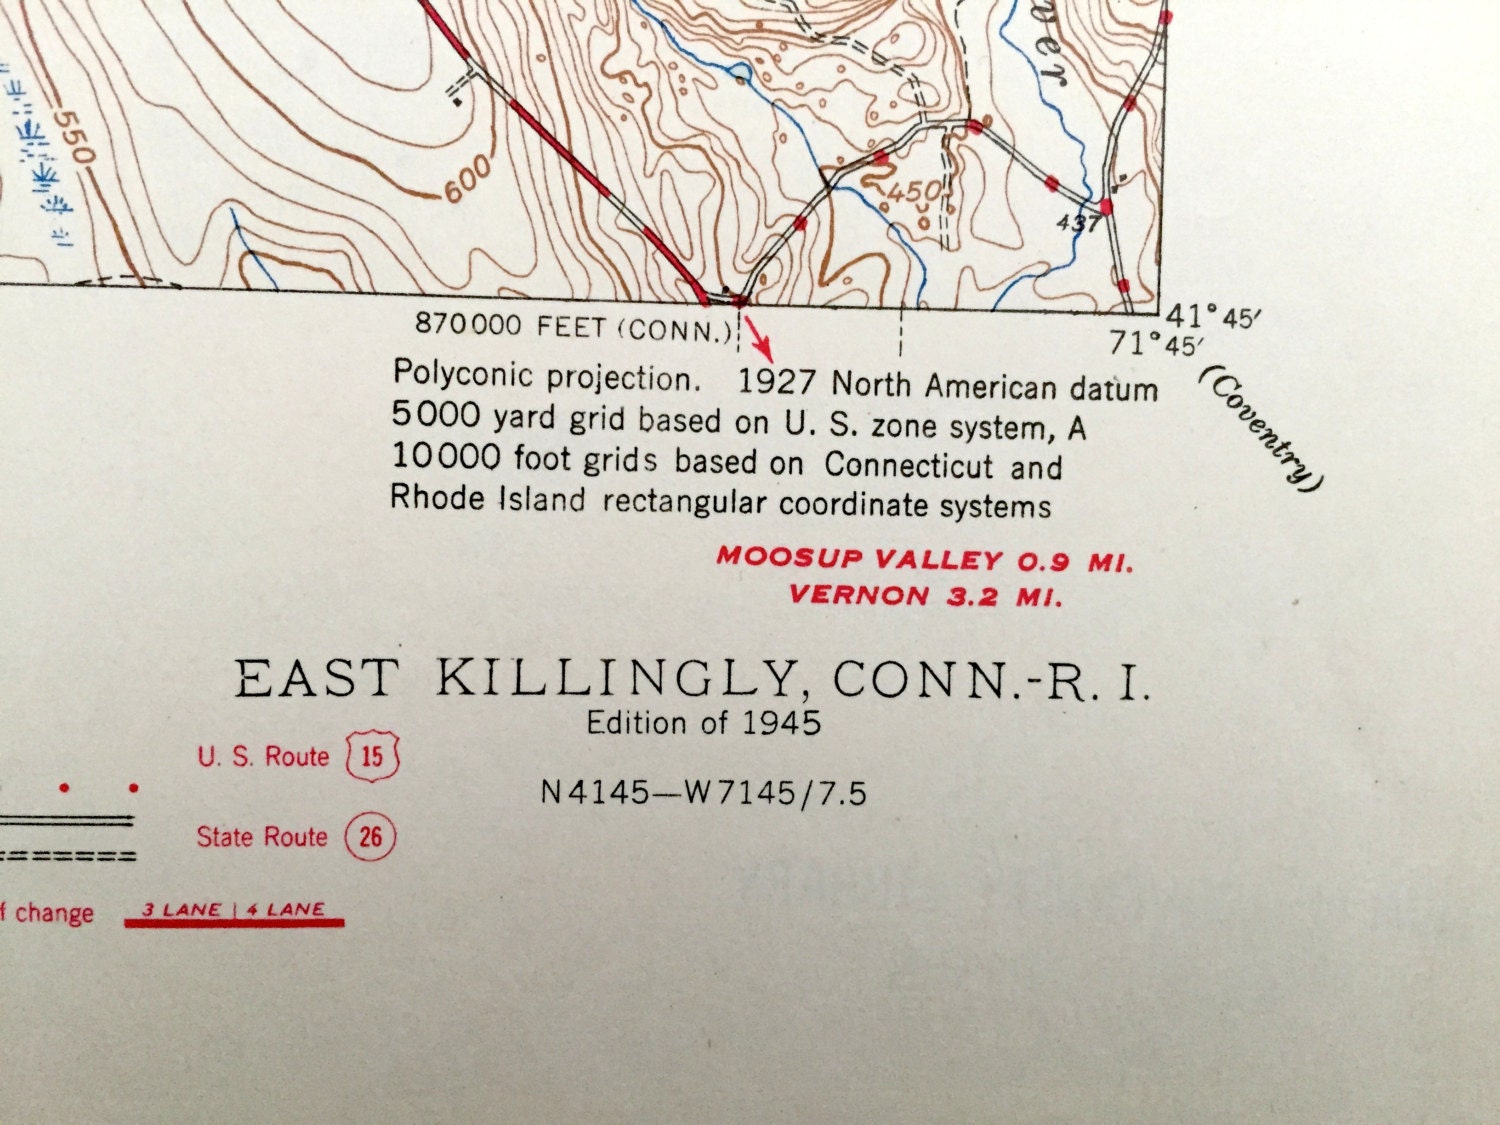 ver
550
600
450
437
870000 FEET (CONN.)
41°45′
71°45′
(Coventry)
Polyconic projection. 1927 North American datum
5000 yard grid based on U. S. zone system, A
10000 foot grids based on Connecticut and
Rhode Island rectangular coordinate systems
MOOSUP VALLEY 0.9 MI.
VERNON 3.2 MI.
EAST KILLINGLY, CONN.-R. I.
Edition of 1945
N4145—W7145/7.5
U. S. Route 15
State Route 26
f change 3 LANE | 4 LANE